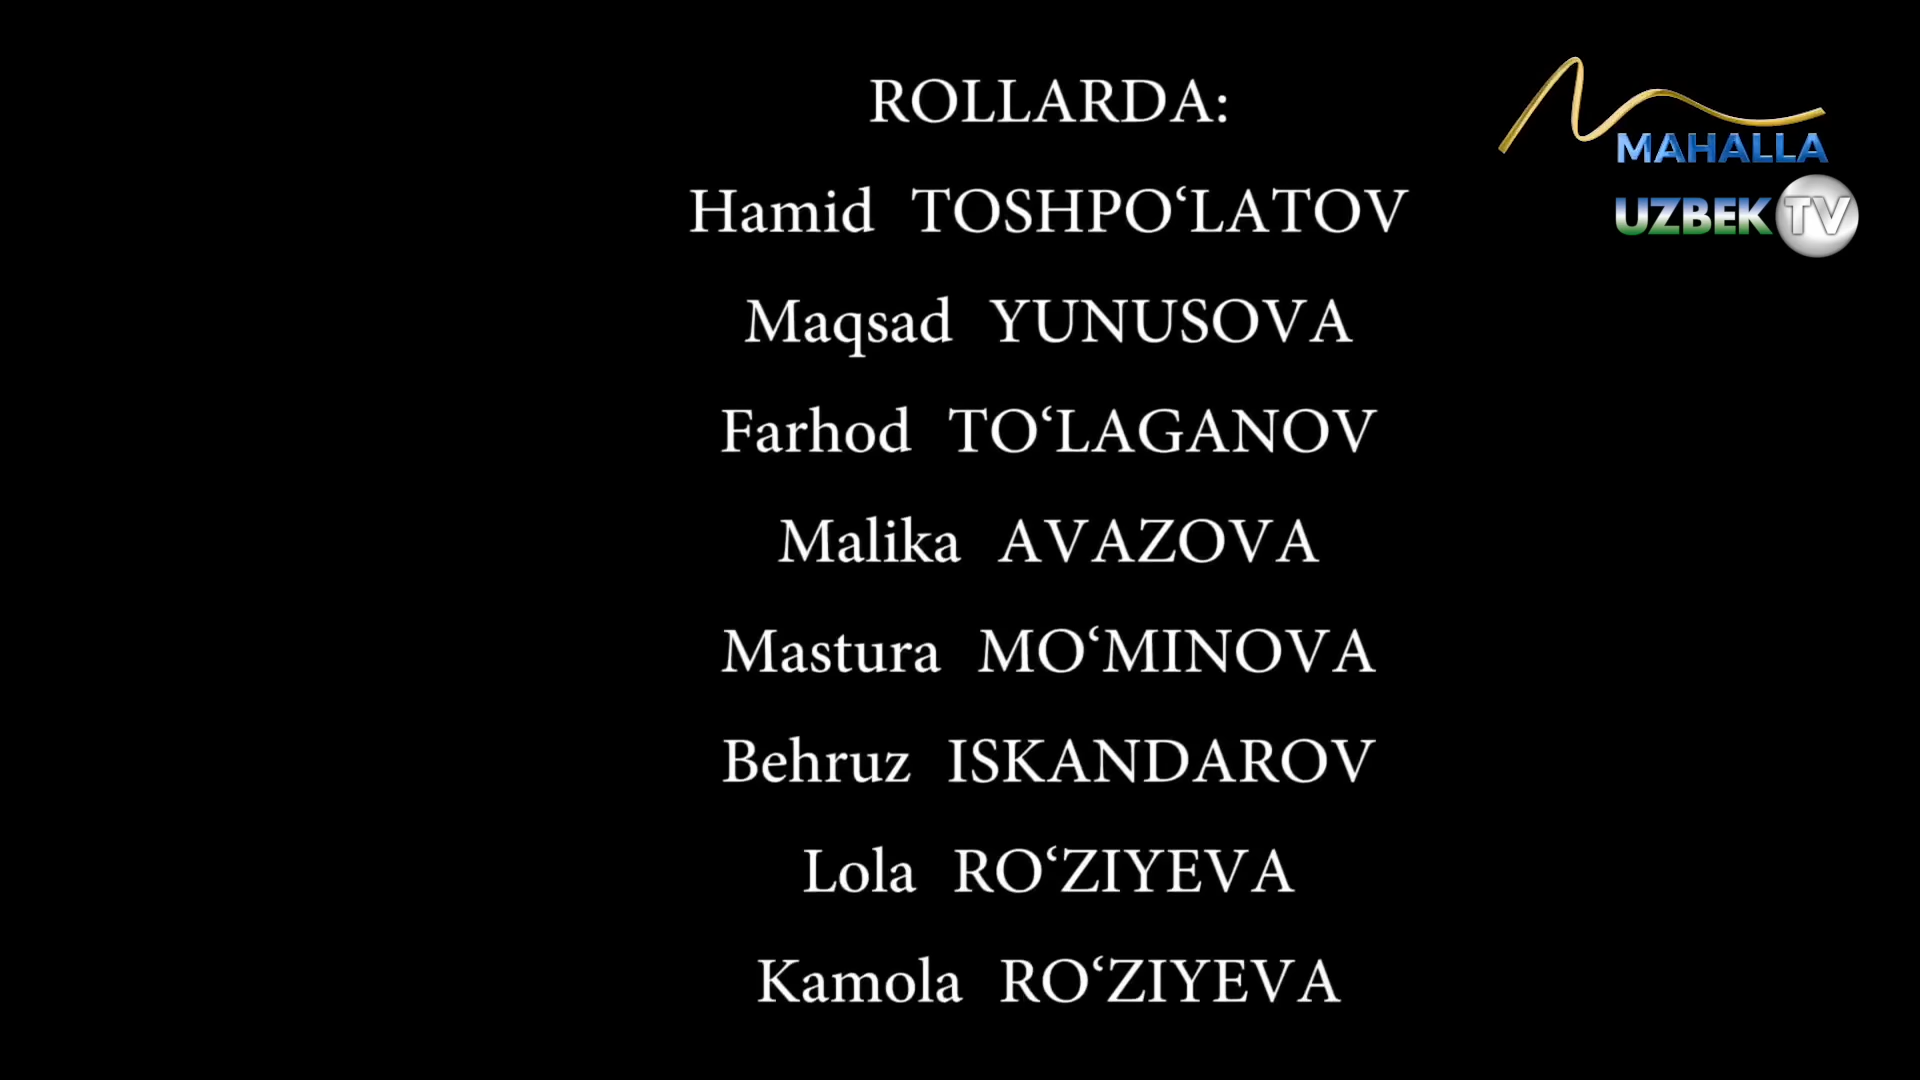 ROLLARDA:
MAHALLA
UZBEK TV
Hamid TOSHPO‘LATOV
Maqsad YUNUSOVA
Farhod TO‘LAGANOV
Malika AVAZOVA
Mastura MO‘MINOVA
Behruz ISKANDAROV
Lola RO‘ZIYEVA
Kamola RO‘ZIYEVA